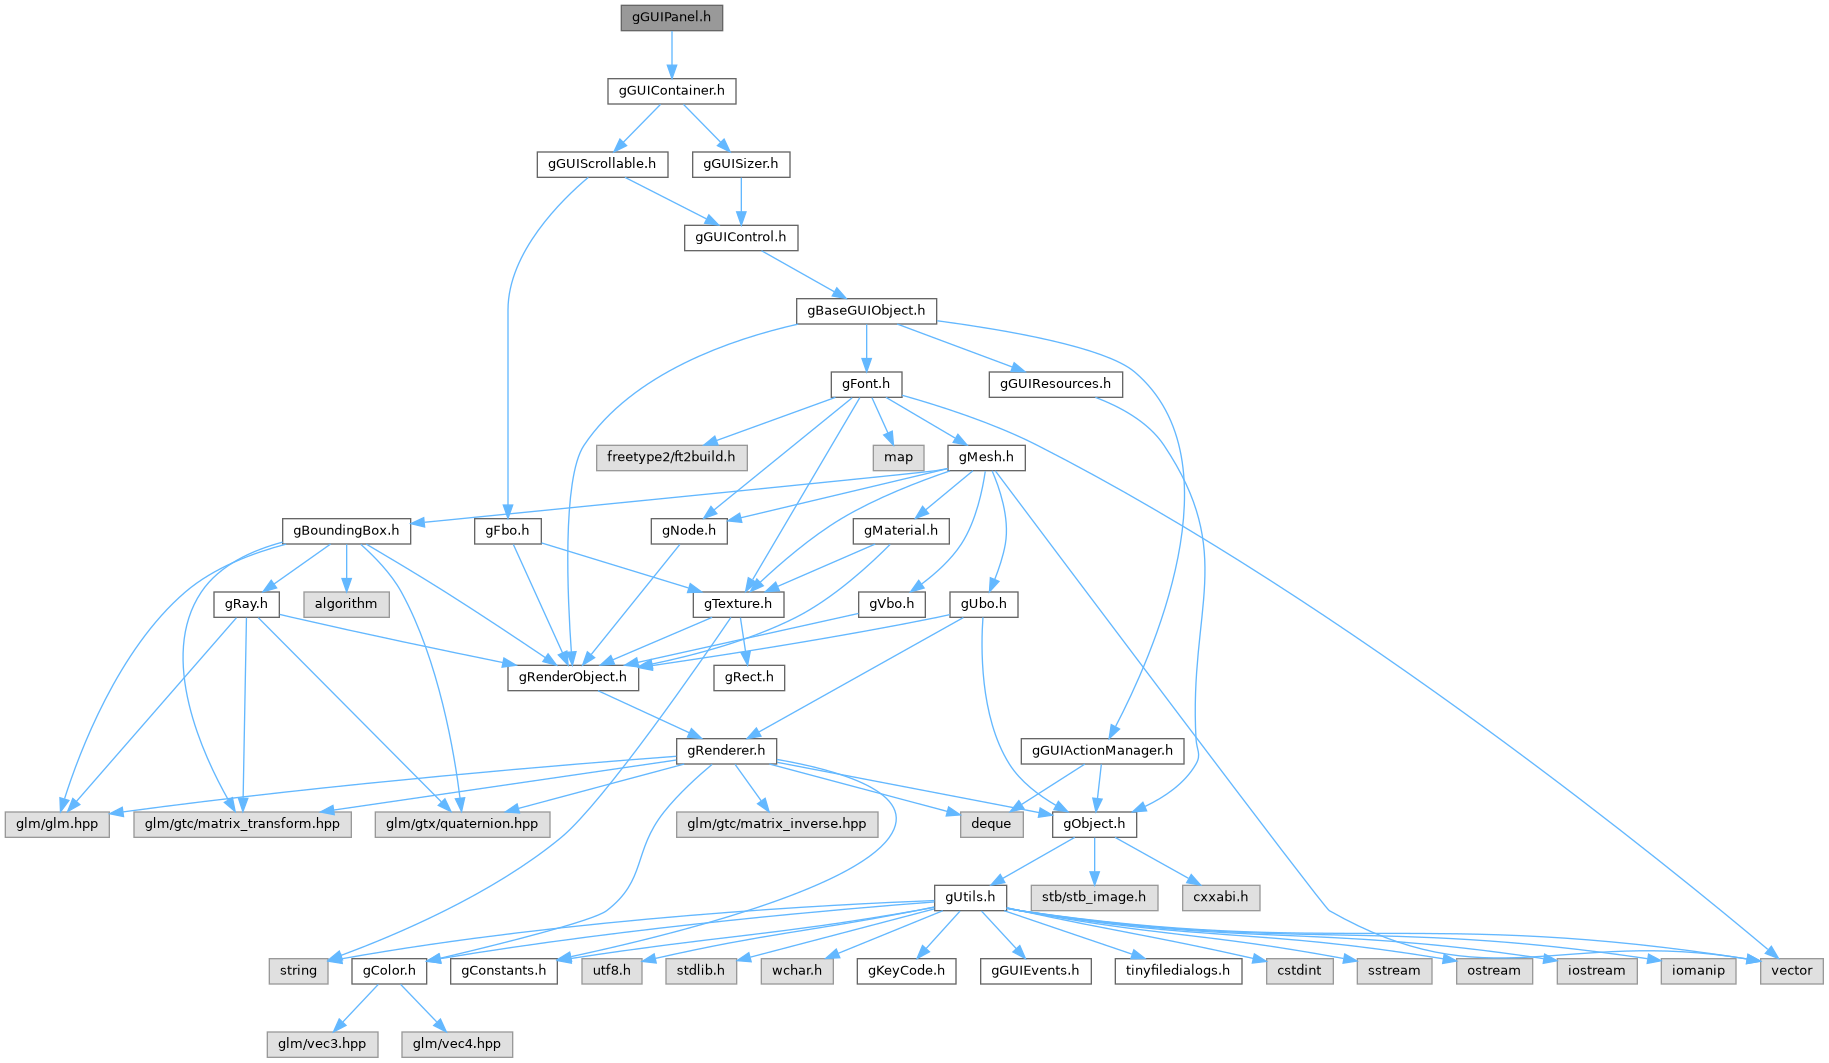 gGUIPanel.h
gGUIContainer.h
gGUIScrollable.h
gGUISizer.h
gGUIControl.h
gBaseGUIObject.h
gFont.h
gGUIResources.h
freetype2/ft2build.h
map
gMesh.h
gBoundingBox.h
gFbo.h
gNode.h
gMaterial.h
gRay.h
algorithm
gTexture.h
gVbo.h
gUbo.h
gRenderObject.h
gRect.h
gRenderer.h
gGUIActionManager.h
glm/glm.hpp
glm/gtc/matrix_transform.hpp
glm/gtx/quaternion.hpp
glm/gtc/matrix_inverse.hpp
deque
gObject.h
gUtils.h
stb/stb_image.h
cxxabi.h
string
gColor.h
gConstants.h
utf8.h
stdlib.h
wchar.h
gKeyCode.h
gGUIEvents.h
tinyfiledialogs.h
cstdint
sstream
ostream
iostream
iomanip
vector
glm/vec3.hpp
glm/vec4.hpp